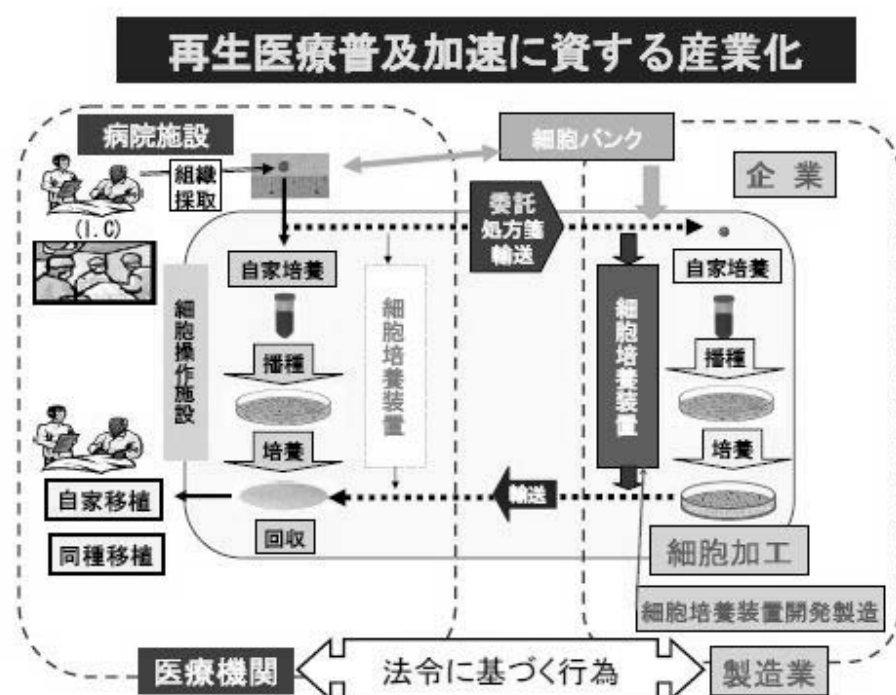 再生医療普及加速に資する産業化
病院施設
細胞バンク
企業
組織
採取
(I.C)
委託
処方箋
輸送
自家培養
自家培養
細胞操作施設
細胞培養装置
細胞培養装置
播種
播種
培養
培養
自家移植
輸送
回収
同種移植
細胞加工
細胞培養装置開発製造
医療機関
法令に基づく行為
製造業